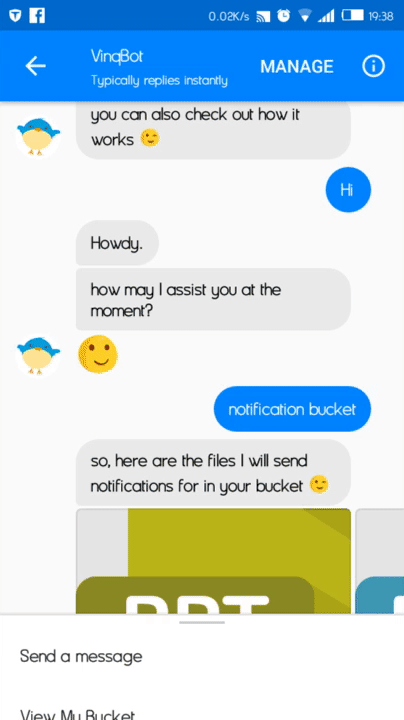 0.02K/s
19:38
VinqBot
Typically replies instantly
MANAGE
you can also check out how it
works
Hi
Howdy.
how may I assist you at the
moment?
notification bucket
so, here are the files I will send
notifications for in your bucket
PPT
Send a message
View My Bucket